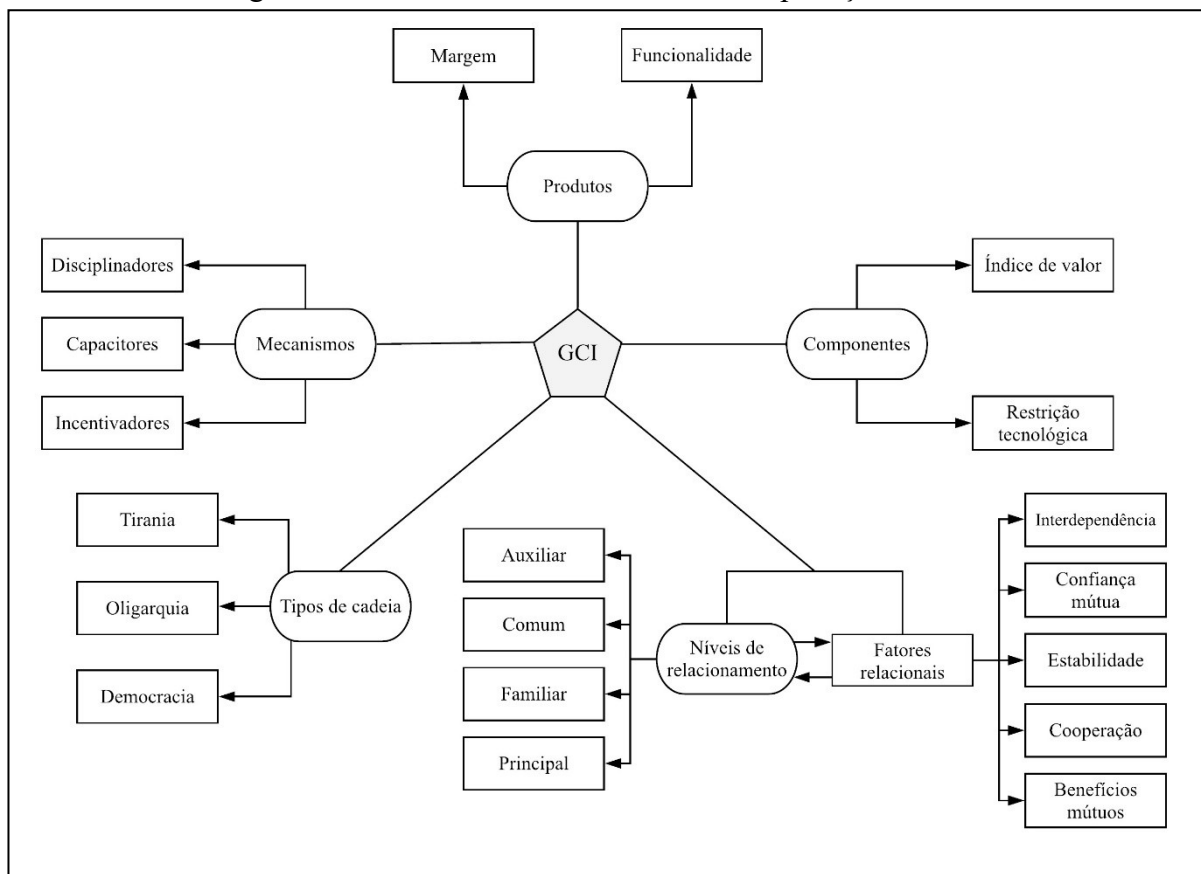 Margem
Funcionalidade
Produtos
Disciplinadores
Capacitores
Incentivadores
Mecanismos
GCI
Componentes
Índice de valor
Restrição
tecnológica
Tirania
Oligarquia
Democracia
Tipos de cadeia
Auxiliar
Comum
Familiar
Principal
Níveis de
relacionamento
Fatores
relacionais
Interdependência
Confiança
mútua
Estabilidade
Cooperação
Benefícios
mútuos